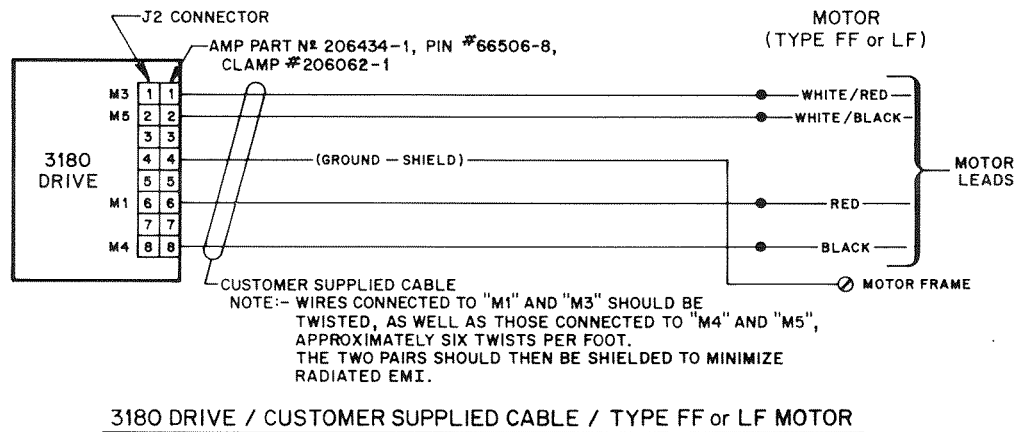 J2 CONNECTOR
AMP PART Nº 206434-1, PIN #66506-8,
CLAMP #206062-1
MOTOR
(TYPE FF or LF)
M3 1 1 WHITE/RED
M5 2 2 WHITE/BLACK
3 3
3180
DRIVE
4 4 (GROUND - SHIELD)
5 5
M1 6 6 RED
7 7
M4 8 8 BLACK
MOTOR
LEADS
MOTOR FRAME
CUSTOMER SUPPLIED CABLE
NOTE:- WIRES CONNECTED TO "M1" AND "M3" SHOULD BE
TWISTED, AS WELL AS THOSE CONNECTED TO "M4" AND "M5",
APPROXIMATELY SIX TWISTS PER FOOT.
THE TWO PAIRS SHOULD THEN BE SHIELDED TO MINIMIZE
RADIATED EMI.
3180 DRIVE / CUSTOMER SUPPLIED CABLE / TYPE FF or LF MOTOR